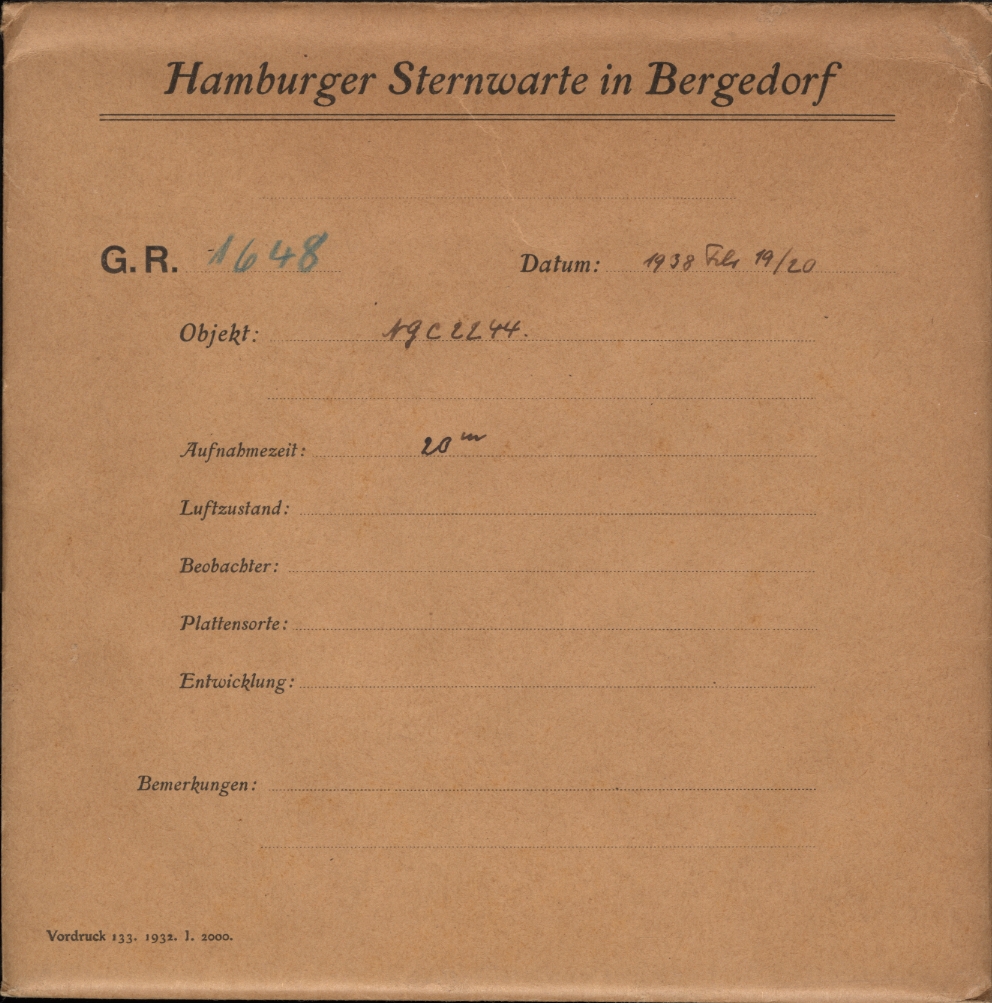 Hamburger Sternwarte in Bergedorf
G. R. 1648 Datum: 1938 Feb 19/20
Objekt: NGC 2244.
Aufnahmezeit: 20 m
Luftzustand:
Beobachter:
Plattensorte:
Entwicklung:
Bemerkungen:
Vordruck 133. 1932. I. 2000.